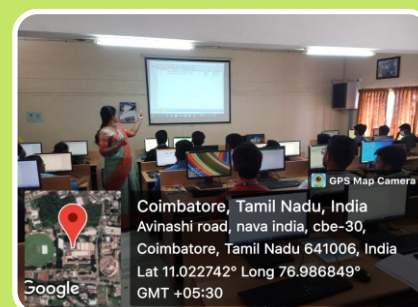 GPS Map Camera
Coimbatore, Tamil Nadu, India
Avinashi road, nava india, cbe-30,
Coimbatore, Tamil Nadu 641006, India
Lat 11.022742° Long 76.986849°
GMT +05:30
Google